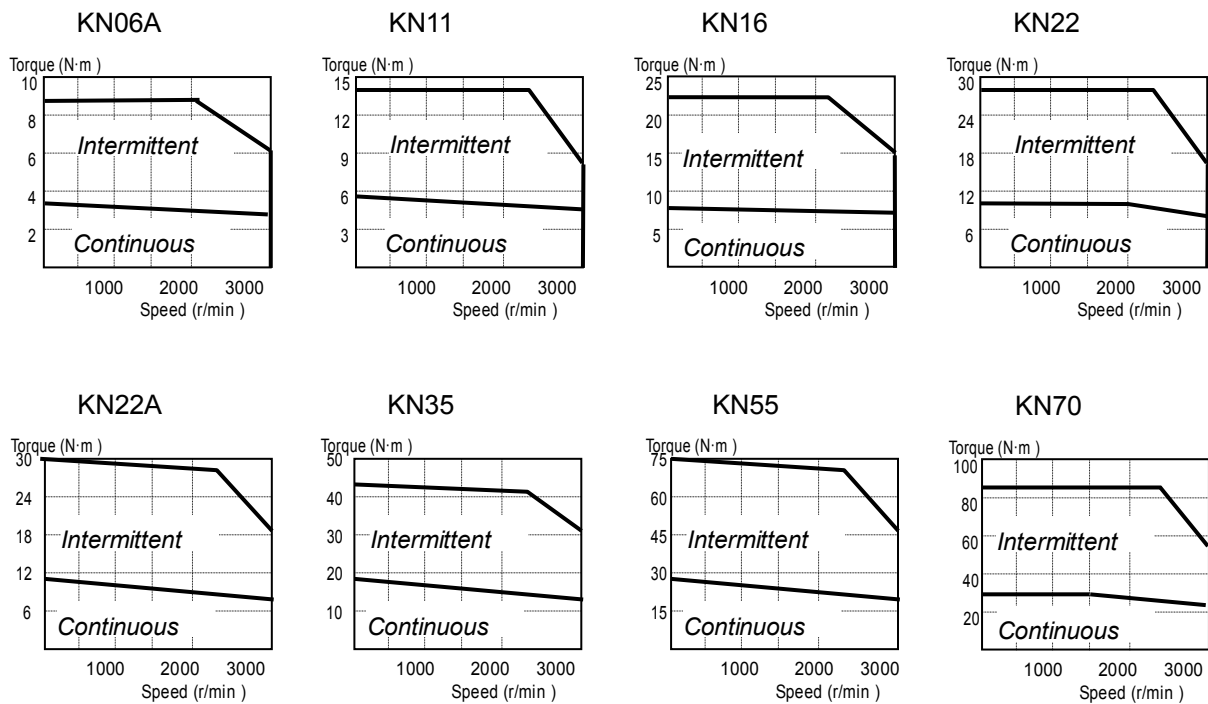 KN06A
Torque (N·m )
10
8
6
4
2
Intermittent
Continuous
1000 2000 3000
Speed (r/min )
KN11
Torque (N·m )
15
12
9
6
3
Intermittent
Continuous
1000 2000 3000
Speed (r/min )
KN16
Torque (N·m )
25
20
15
10
5
Intermittent
Continuous
1000 2000 3000
Speed (r/min )
KN22
Torque (N·m )
30
24
18
12
6
Intermittent
Continuous
1000 2000 3000
Speed (r/min )
KN22A
Torque (N·m )
30
24
18
12
6
Intermittent
Continuous
1000 2000 3000
Speed (r/min )
KN35
Torque (N·m )
50
40
30
20
10
Intermittent
Continuous
1000 2000 3000
Speed (r/min )
KN55
Torque (N·m )
75
60
45
30
15
Intermittent
Continuous
1000 2000 3000
Speed (r/min )
KN70
Torque (N·m )
100
80
60
40
20
Intermittent
Continuous
1000 2000 3000
Speed (r/min )